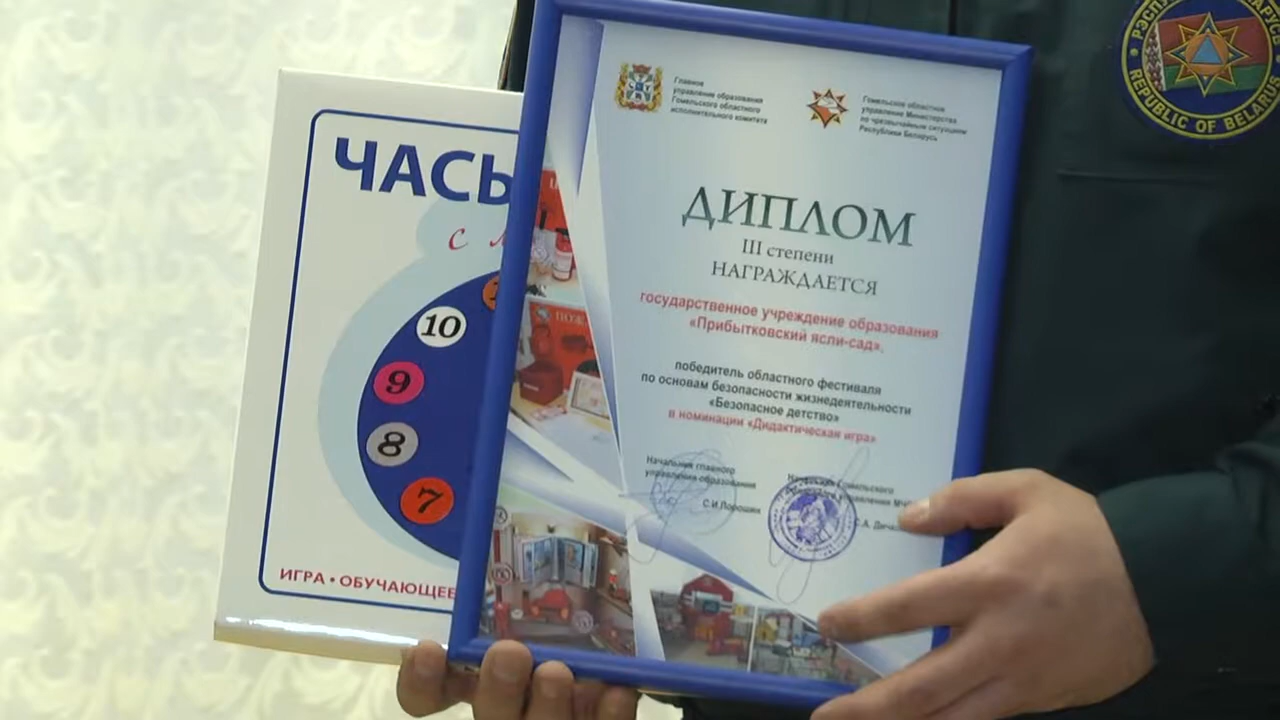 ЧАСЫ
с
10
9
8
7
ИГРА • ОБУЧАЮЩЕЕ
Главное
управление образования
Гомельского областного
исполнительного комитета
Гомельское областное
управление Министерства
по чрезвычайным ситуациям
Республики Беларусь
ДИПЛОМ
III степени
НАГРАЖДАЕТСЯ
государственное учреждение образования
«Прибытковский ясли-сад»,
победитель областного фестиваля
по основам безопасности жизнедеятельности
«Безопасное детство»
в номинации «Дидактическая игра»
Начальник главного
управления образования
С.И.Порошин
REPUBLIC OF BELARUS